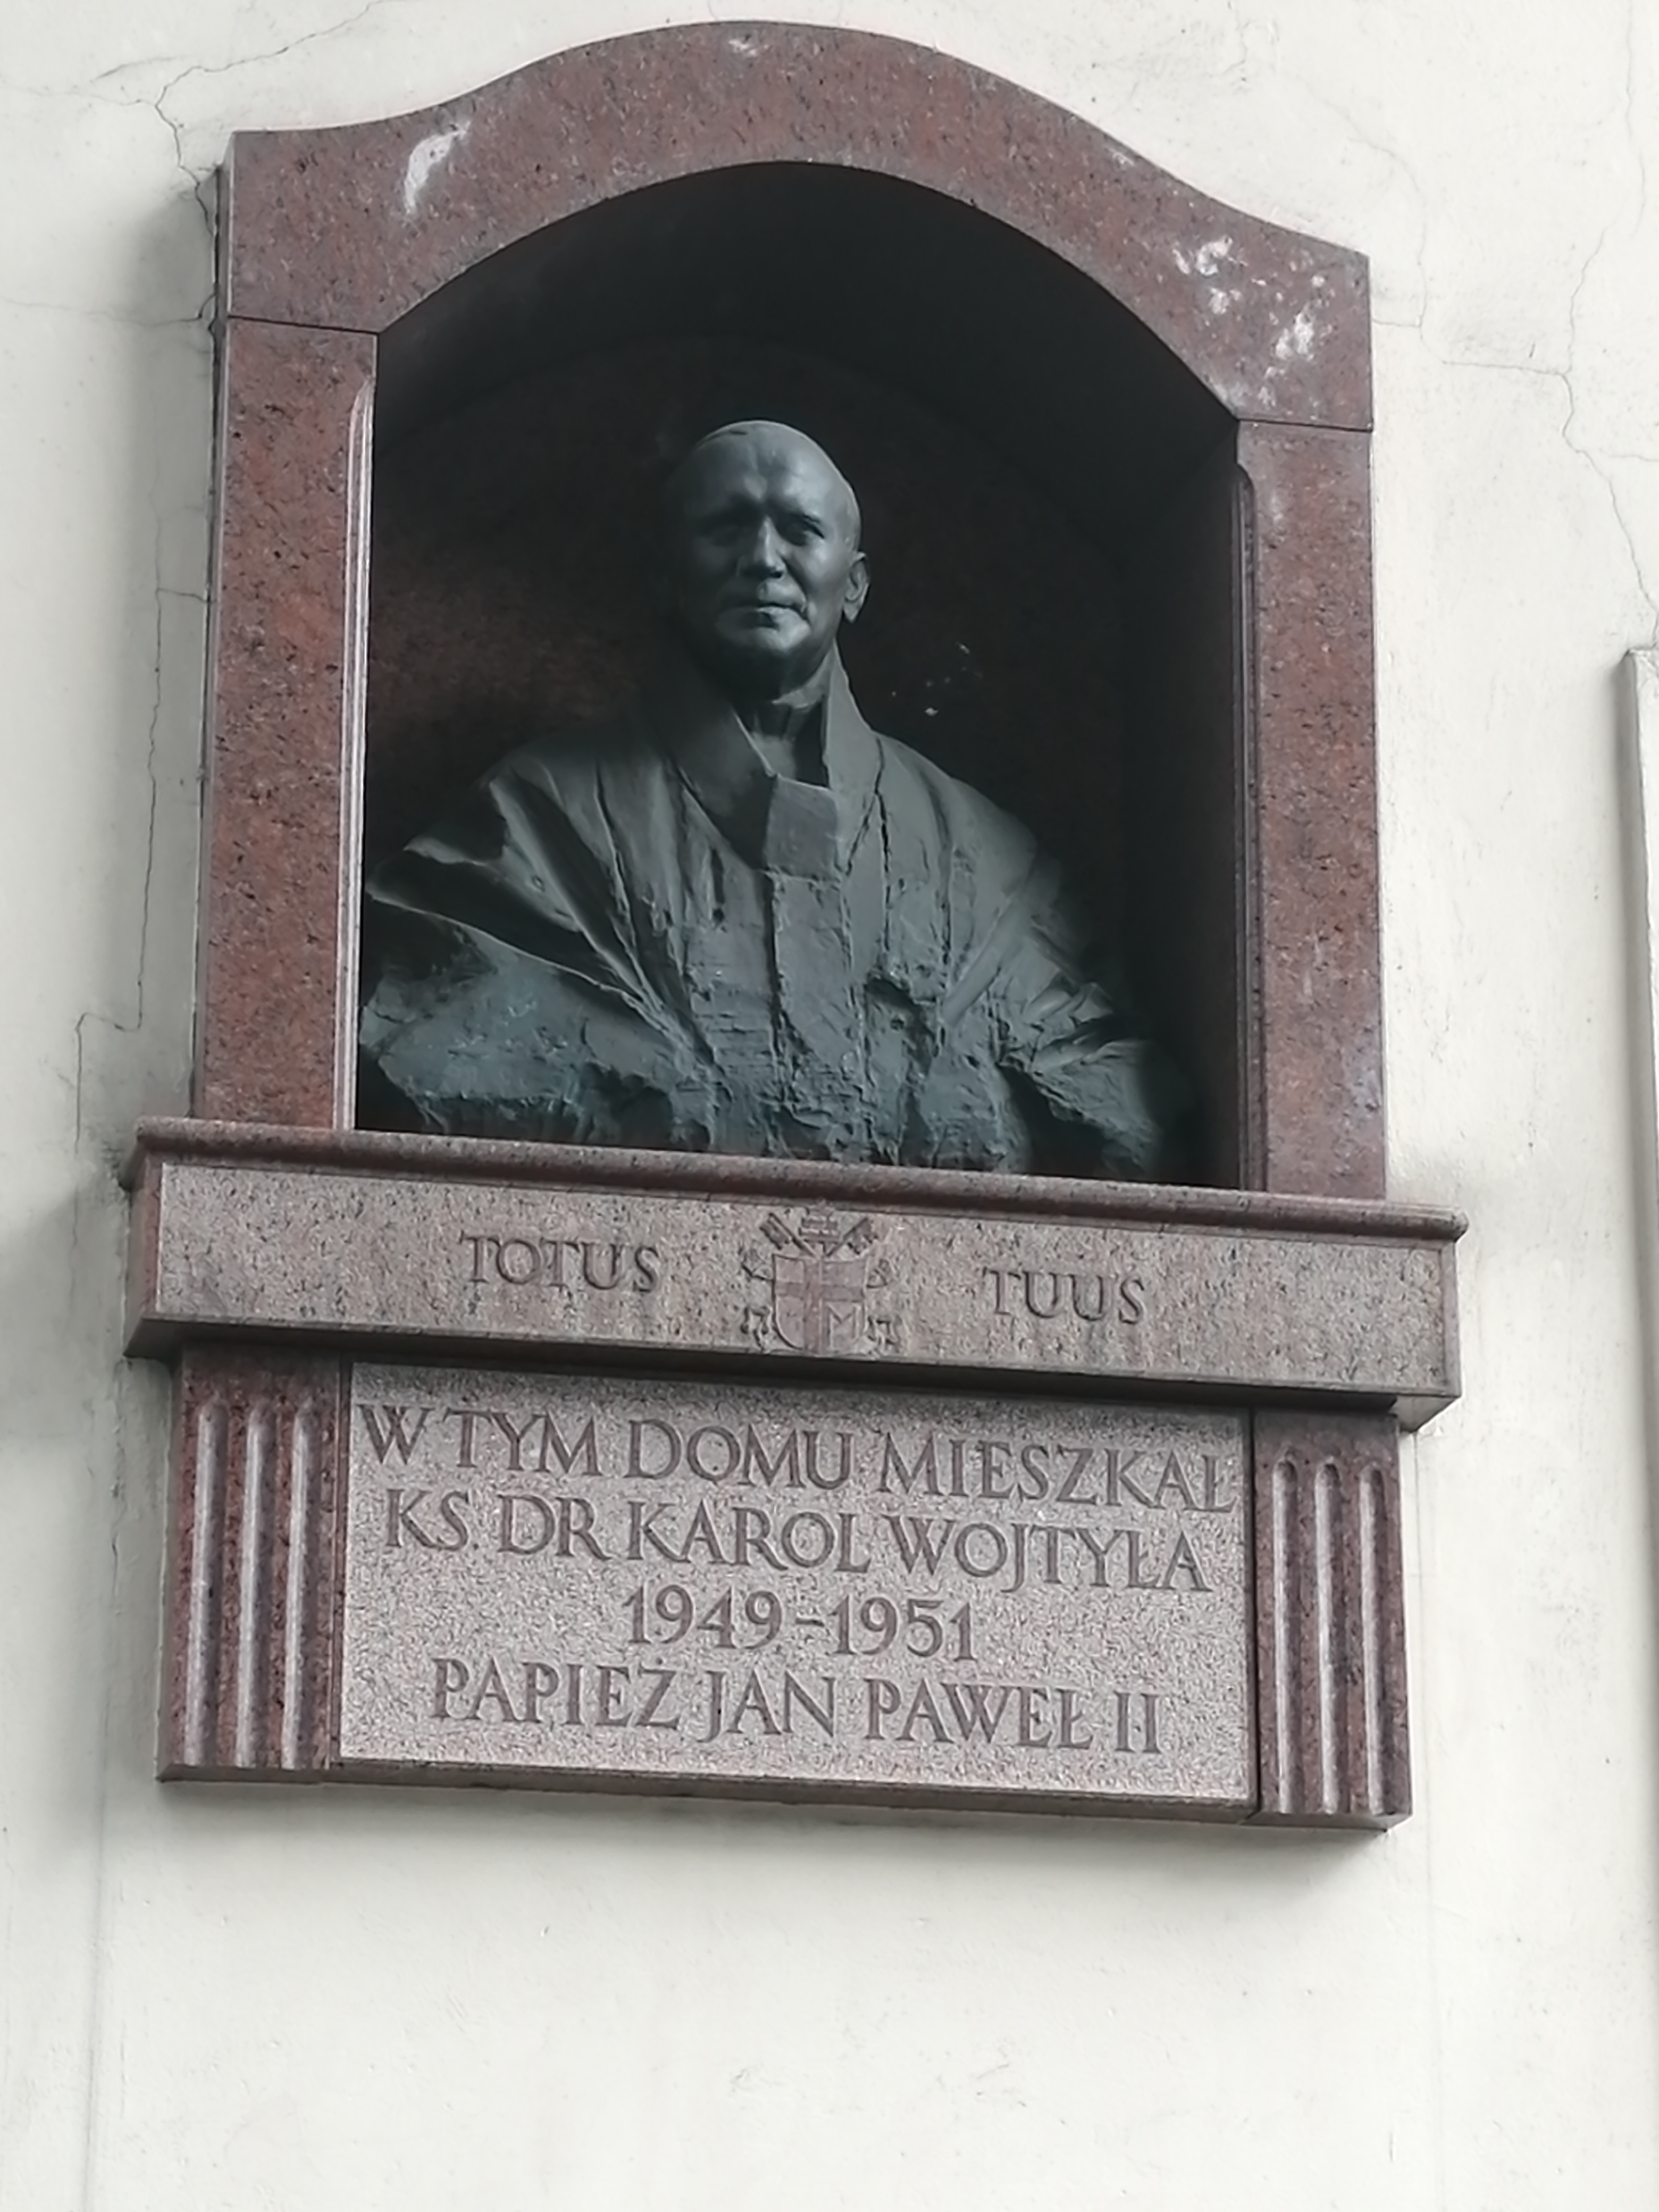 TOTUS TUUS
W TYM DOMU MIESZKAŁ
KS. DR KAROL WOJTYŁA
1949-1951
PAPIEŻ JAN PAWEŁ II